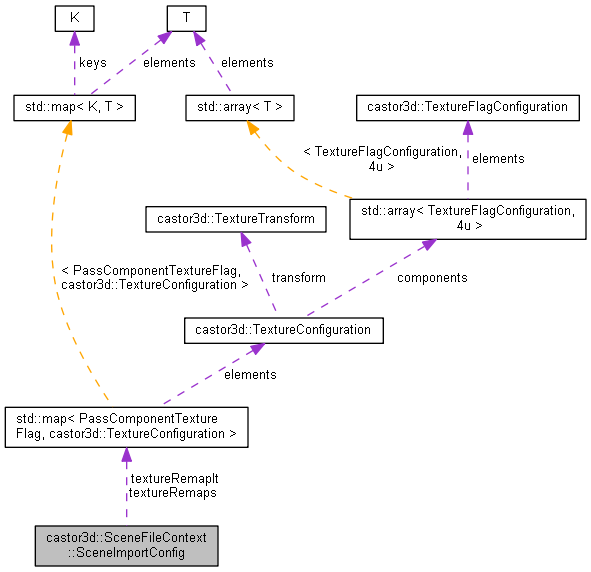 K
T
keys
elements
elements
std::map< K, T >
std::array< T >
castor3d::TextureFlagConfiguration
< TextureFlagConfiguration,
4u >
elements
castor3d::TextureTransform
std::array< TextureFlagConfiguration,
4u >
< PassComponentTextureFlag,
castor3d::TextureConfiguration >
transform
components
castor3d::TextureConfiguration
elements
std::map< PassComponentTexture
Flag, castor3d::TextureConfiguration >
textureRemapIt
textureRemaps
castor3d::SceneFileContext
::SceneImportConfig